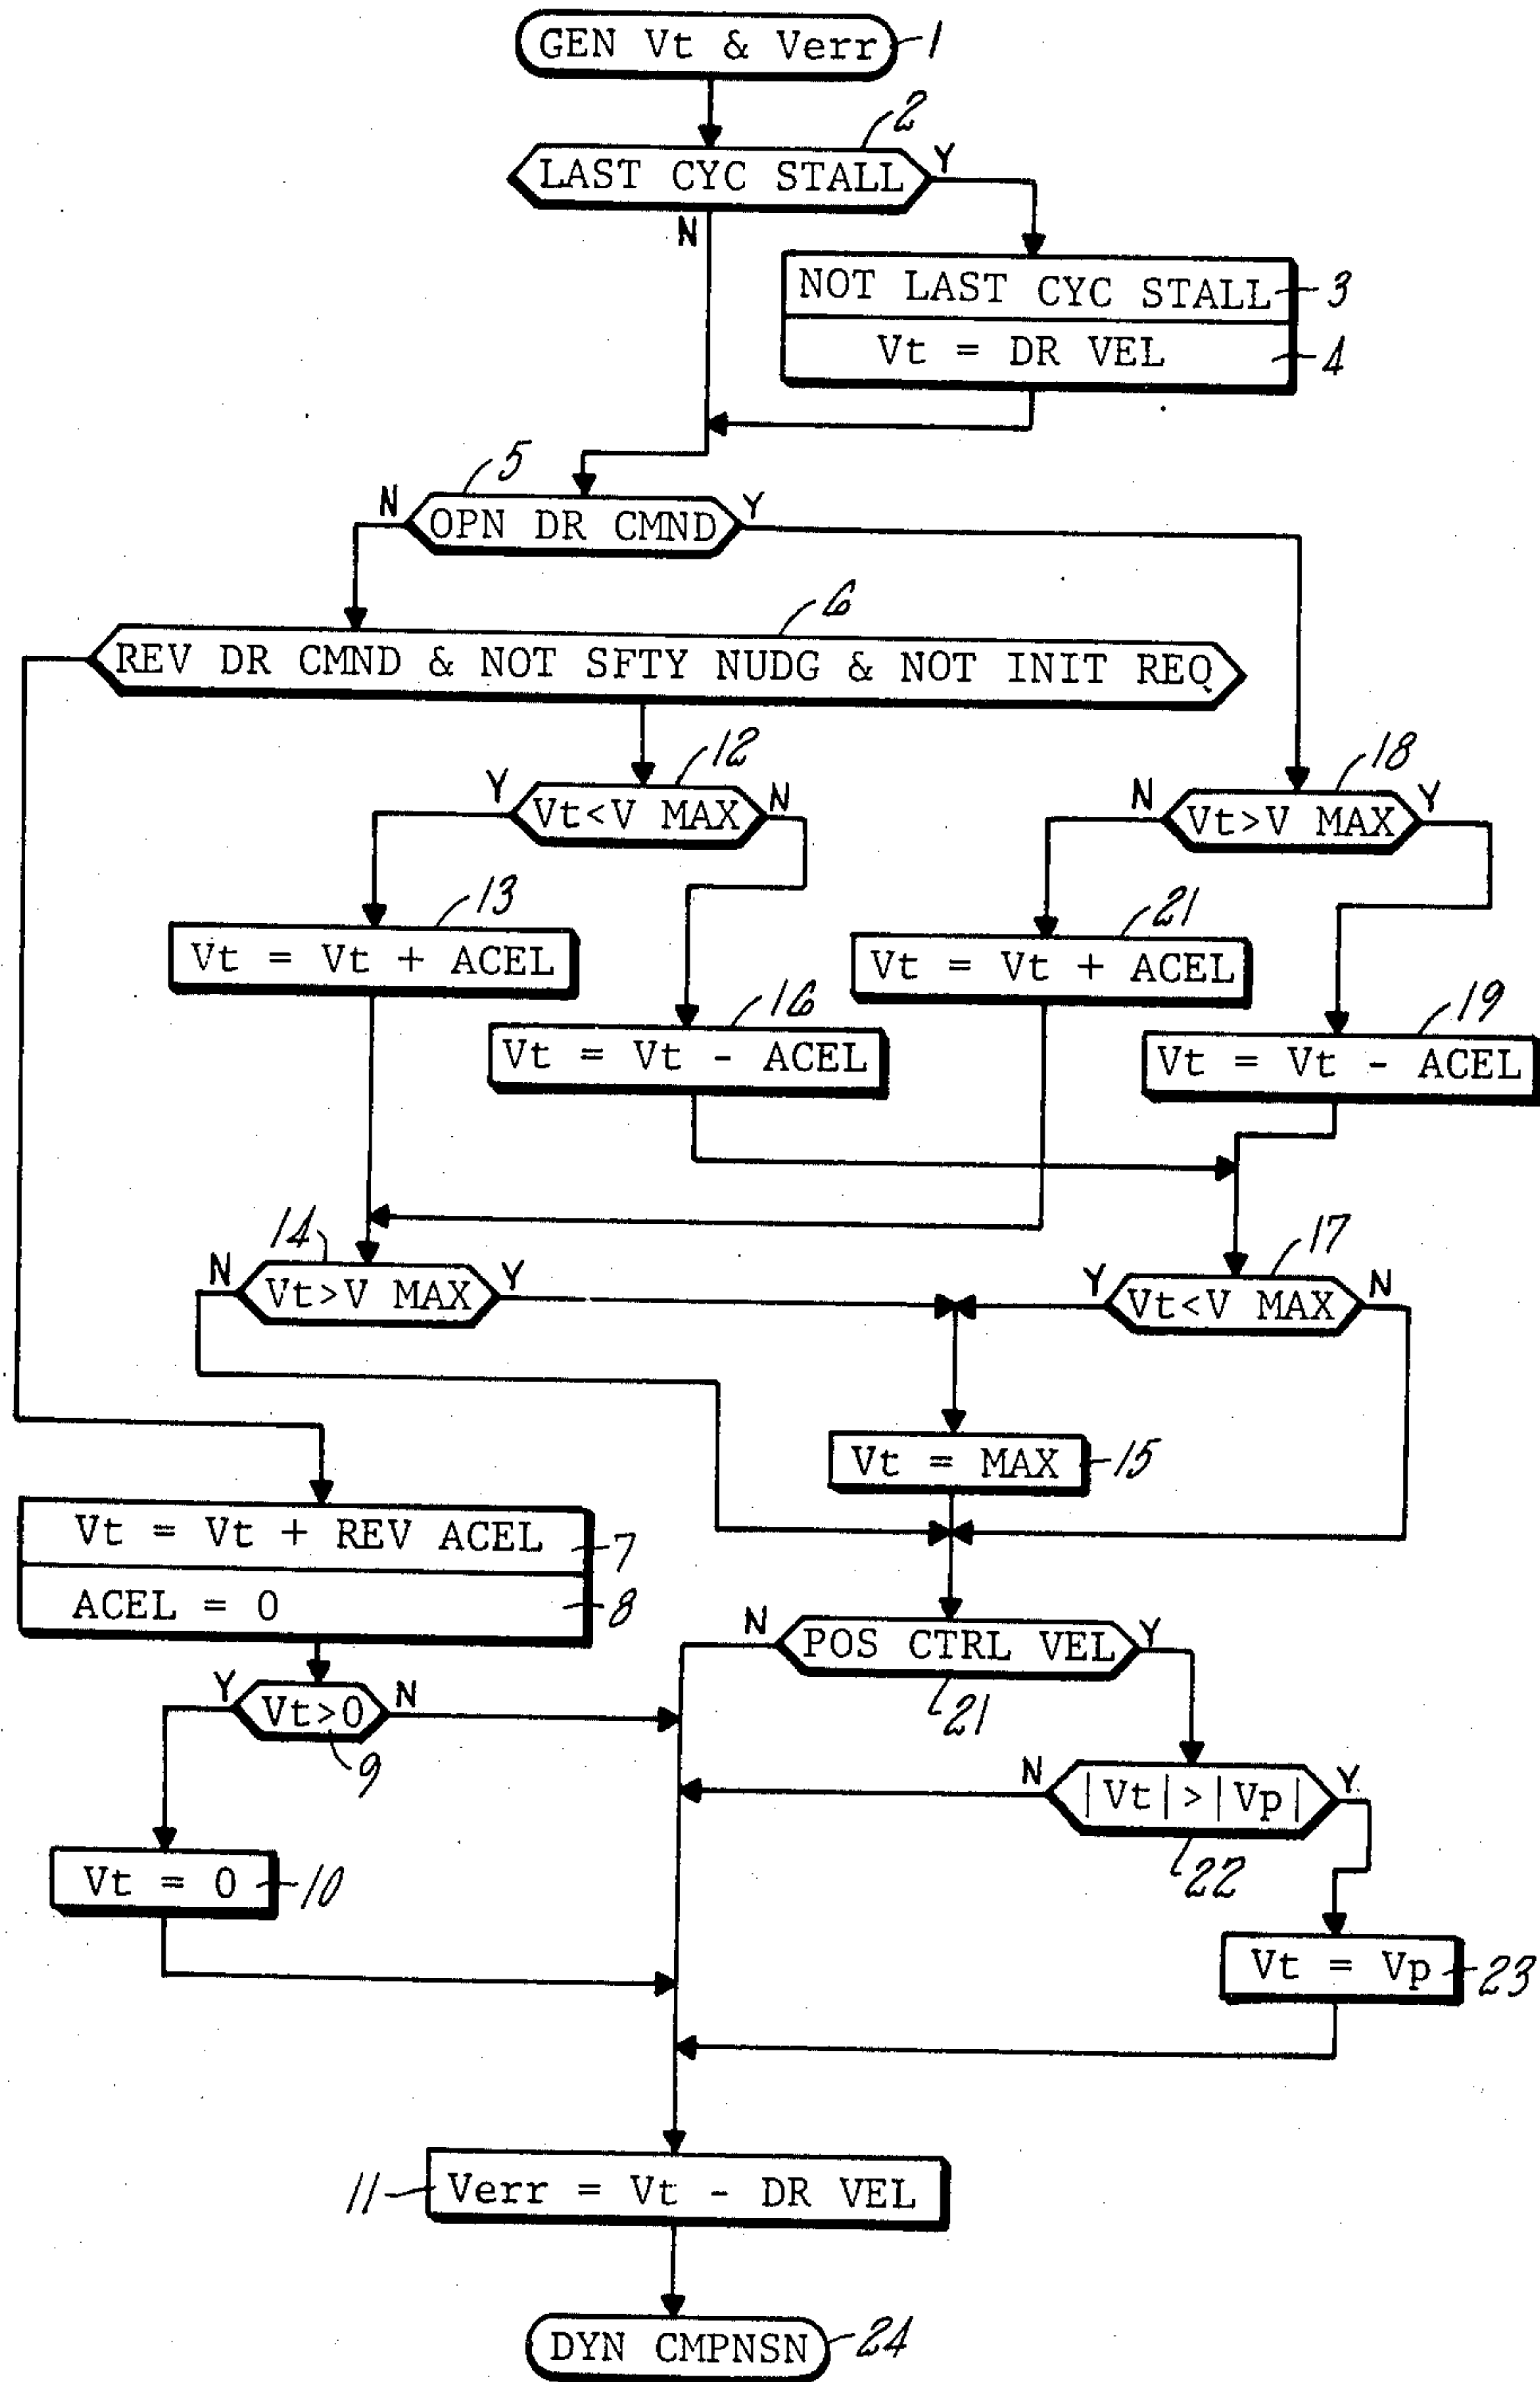 GEN Vt & Verr 1
2
LAST CYC STALL Y
N
NOT LAST CYC STALL 3
Vt = DR VEL 4
5
N OPN DR CMND Y
6
REV DR CMND & NOT SFTY NUDG & NOT INIT REQ
12
Y Vt<V MAX N
18
N Vt>V MAX Y
13
Vt = Vt + ACEL
21
Vt = Vt + ACEL
16
Vt = Vt - ACEL
19
Vt = Vt - ACEL
14
N Vt>V MAX Y
17
Y Vt<V MAX N
Vt = MAX 15
Vt = Vt + REV ACEL 7
ACEL = 0 8
N POS CTRL VEL Y
21
Y Vt>0 N
9
N |Vt|>|Vp| Y
22
Vt = 0 10
Vt = Vp 23
11 Verr = Vt - DR VEL
DYN CMPNSN 24